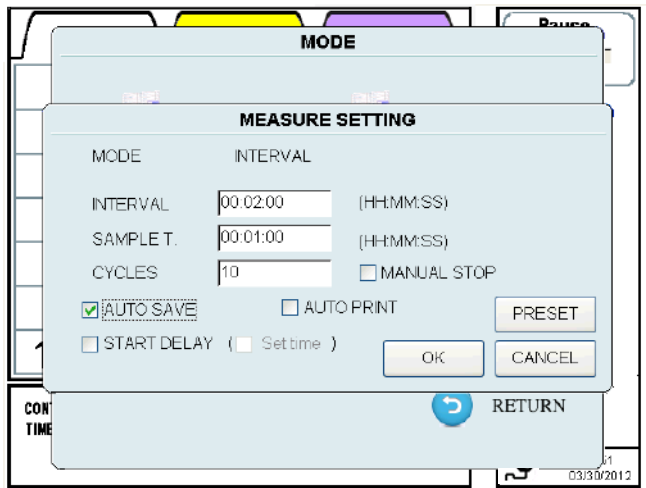 Pause
MODE
MEASURE SETTING
MODE INTERVAL
INTERVAL 00:02:00 (HH:MM:SS)
SAMPLE T. 00:01:00 (HH:MM:SS)
CYCLES 10 MANUAL STOP
AUTO SAVE AUTO PRINT PRESET
START DELAY ( Set time ) OK CANCEL
RETURN
TIME
03/30/2012